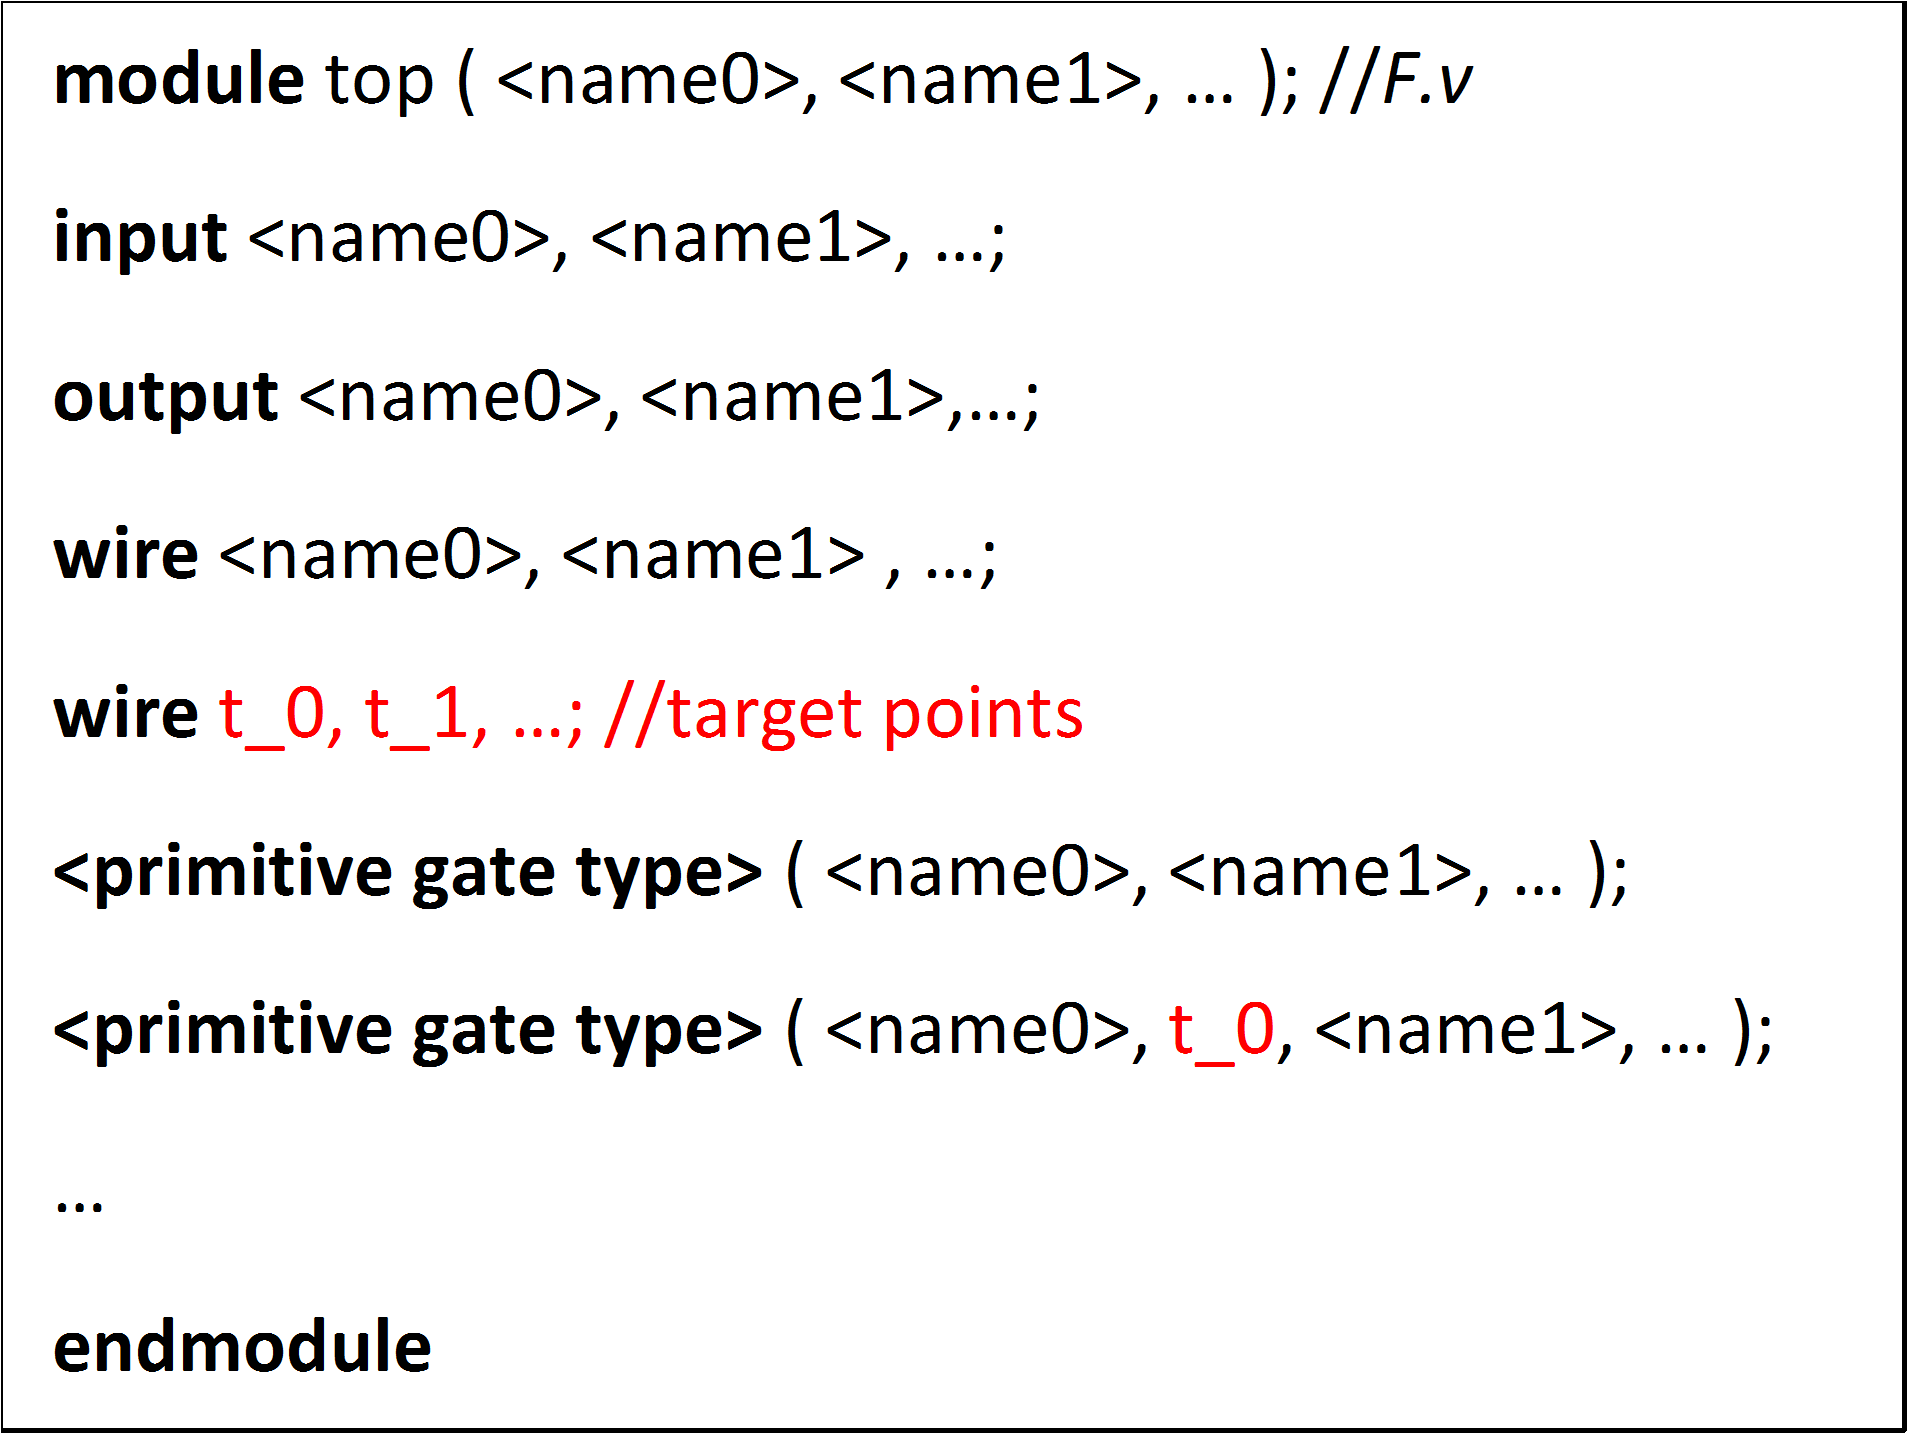 module top ( <name0>, <name1>, … ); //F.v
input <name0>, <name1>, …;
output <name0>, <name1>,…;
wire <name0>, <name1> , …;
wire t_0, t_1, …; //target points
<primitive gate type> ( <name0>, <name1>, … );
<primitive gate type> ( <name0>, t_0, <name1>, … );
…
endmodule